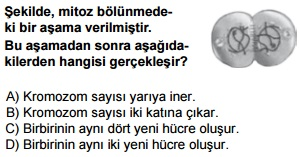 Şekilde, mitoz bölünmede-
ki bir aşama verilmiştir.
Bu aşamadan sonra aşağıda-
kilerden hangisi gerçekleşir?
A) Kromozom sayısı yarıya iner.
B) Kromozom sayısı iki katına çıkar.
C) Birbirinin aynı dört yeni hücre oluşur.
D) Birbirinin aynı iki yeni hücre oluşur.